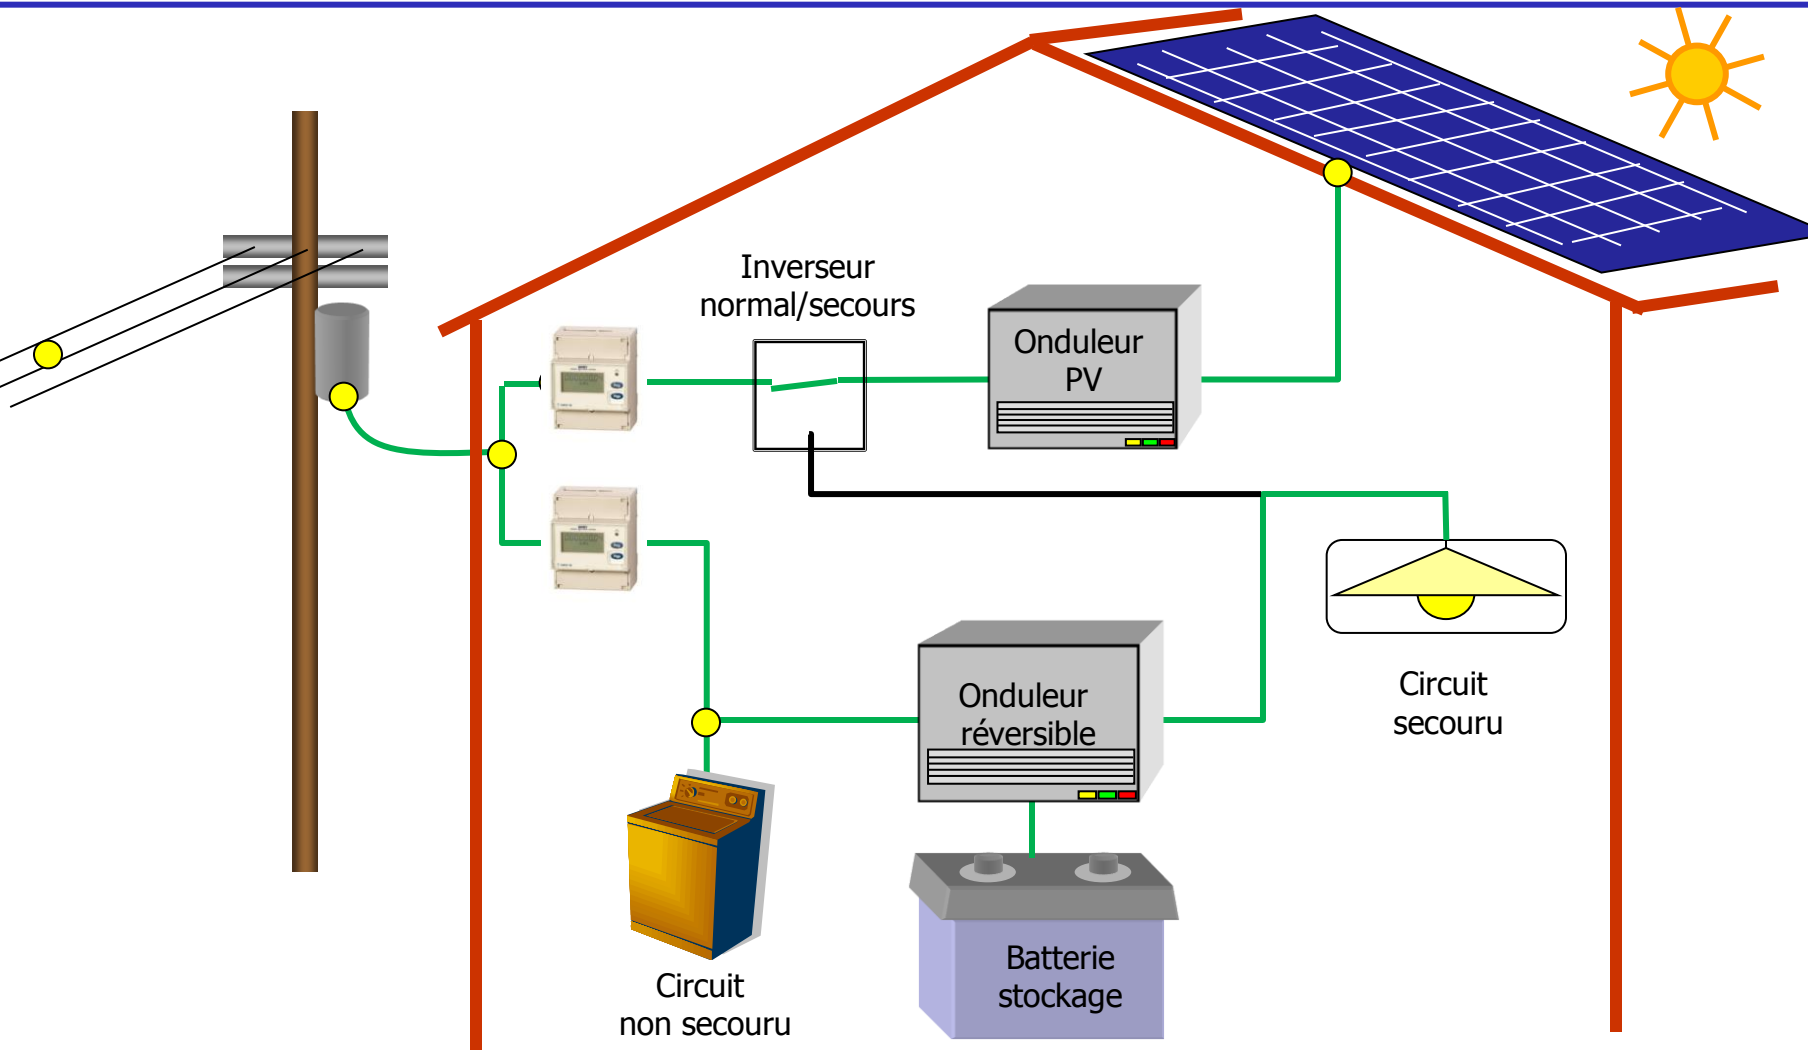 Inverseur
normal/secours
Onduleur
PV
Onduleur
réversible
Circuit
secouru
Batterie
stockage
Circuit
non secouru